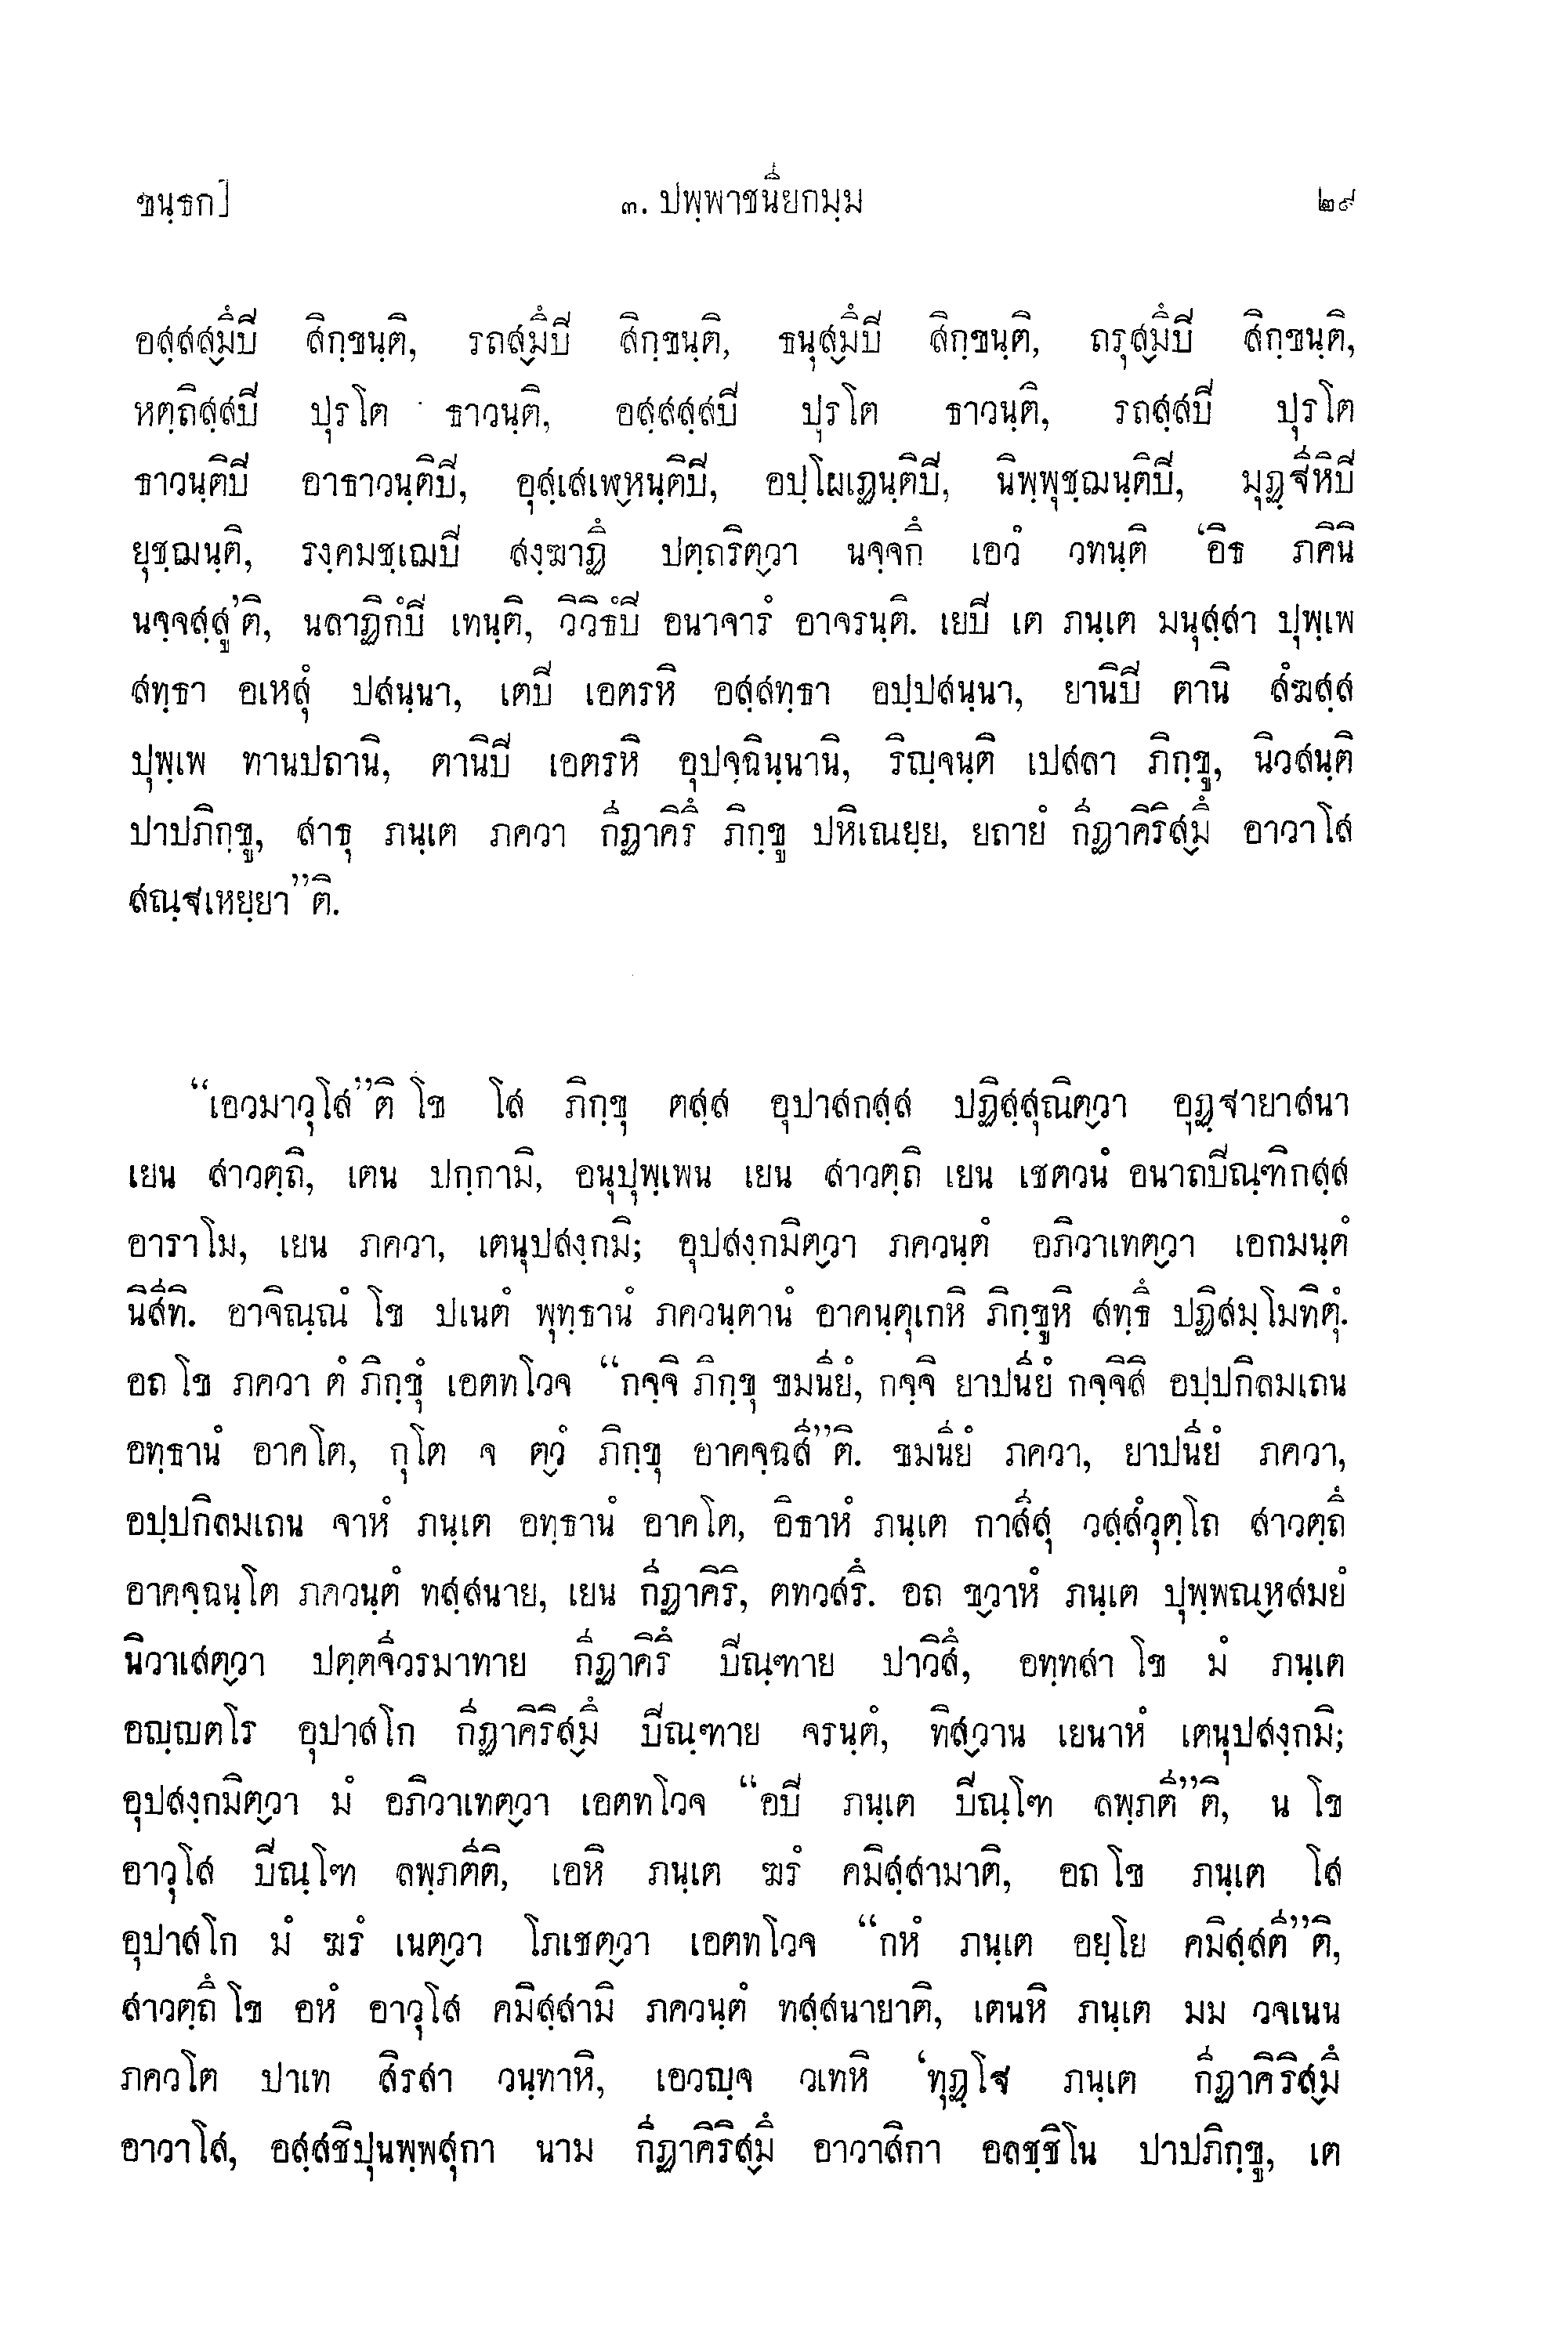 ขนฺธก]
๓. ปพฺพาชนียกมฺม
๒๙
อสฺสส๎มิํปิ สิกฺขนฺติ, รถส๎มิํปิ สิกฺขนฺติ, ธนุส๎มิํปิ สิกฺขนฺติ, ถรุส๎มิํปิ สิกฺขนฺติ,
หตฺถิสฺสปิ ปุรโต ธาวนฺติ, อสฺสสฺสปิ ปุรโต ธาวนฺติ, รถสฺสปิ ปุรโต
ธาวนฺติปิ อาธาวนฺติปิ, อุสฺเสเฬ๎หนฺติปิ, อปฺโผเฏนฺติปิ, นิพฺพุชฺฌนฺติปิ, มุฏฺฐีหิปิ
ยุชฺฌนฺติ, รงฺคมชฺเฌปิ สงฺฆาฏิํ ปตฺถริต๎วา นจฺจกิํ เอวํ วทนฺติ ‘อิธ ภคินิ
นจฺจสฺสู’ติ, นลาฏิกํปิ เทนฺติ, วิวิธํปิ อนาจารํ อาจรนฺติ. เยปิ เต ภนฺเต มนุสฺสา ปุพฺเพ
สทฺธา อเหสุํ ปสนฺนา, เตปิ เอตรหิ อสฺสทฺธา อปฺปสนฺนา, ยานิปิ ตานิ สํฆสฺส
ปุพฺเพ ทานปถานิ, ตานิปิ เอตรหิ อุปจฺฉินฺนานิ, ริญฺจนฺติ เปสลา ภิกฺขู, นิวสนฺติ
ปาปภิกฺขู, สาธุ ภนฺเต ภควา กีฏาคิริํ ภิกฺขู ปหิเณยฺย, ยถายํ กีฏาคิริส๎มิํ อาวาโส
สณฺฐเหยฺยา”ติ.
“เอวมาวุโส”ติ โข โส ภิกฺขุ ตสฺส อุปาสกสฺส ปฏิสฺสุณิต๎วา อุฏฺฐายาสนา
เยน สาวตฺถิ, เตน ปกฺกามิ, อนุปุพฺเพน เยน สาวตฺถิ เยน เชตวนํ อนาถปิณฺฑิกสฺส
อาราโม, เยน ภควา, เตนุปสงฺกมิ; อุปสงฺกมิต๎วา ภควนฺตํ อภิวาเทต๎วา เอกมนฺตํ
นิสีทิ. อาจิณฺณํ โข ปเนตํ พุทฺธานํ ภควนฺตานํ อาคนฺตุเกหิ ภิกฺขูหิ สทฺธิํ ปฏิสมฺโมทิตุํ.
อถ โข ภควา ตํ ภิกฺขุํ เอตทโวจ “กจฺจิ ภิกฺขุ ขมนียํ, กจฺจิ ยาปนียํ กจฺจิสิ อปฺปกิลมเถน
อทฺธานํ อาคโต, กุโต จ ต๎วํ ภิกฺขุ อาคจฺฉสี”ติ. ขมนียํ ภควา, ยาปนียํ ภควา,
อปฺปกิลมเถน จาหํ ภนฺเต อทฺธานํ อาคโต, อิธาหํ ภนฺเต กาสีสุ วสฺสํวุตฺโถ สาวตฺถิํ
อาคจฺฉนฺโต ภควนฺตํ ทสฺสนาย, เยน กีฏาคิริ, ตทวสริํ. อถ ข๎วาหํ ภนฺเต ปุพฺพณ๎หสมยํ
นิวาเสต๎วา ปตฺตจีวรมาทาย กีฏาคิริํ ปิณฺฑาย ปาวิสิํ, อทฺทสา โข มํ ภนฺเต
อญฺญตโร อุปาสโก กีฏาคิริส๎มิํ ปิณฺฑาย จรนฺตํ, ทิส๎วาน เยนาหํ เตนุปสงฺกมิ;
อุปสงฺกมิต๎วา มํ อภิวาเทต๎วา เอตทโวจ “อปิ ภนฺเต ปิณฺโฑ ลพฺภตี”ติ, น โข
อาวุโส ปิณฺโฑ ลพฺภตีติ, เอหิ ภนฺเต ฆรํ คมิสฺสามาติ, อถ โข ภนฺเต โส
อุปาสโก มํ ฆรํ เนต๎วา โภเชต๎วา เอตทโวจ “กหํ ภนฺเต อยฺโย คมิสฺสตี”ติ,
สาวตฺถิํ โข อหํ อาวุโส คมิสฺสามิ ภควนฺตํ ทสฺสนายาติ, เตนหิ ภนฺเต มม วจเนน
ภควโต ปาเท สิรสา วนฺทาหิ, เอวญฺจ วเทหิ ‘ทุฏฺโฐ ภนฺเต กีฏาคิริส๎มิํ
อาวาโส, อสฺสชิปุนพฺพสุกา นาม กีฏาคิริส๎มิํ อาวาสิกา อลชฺชิโน ปาปภิกฺขู, เต